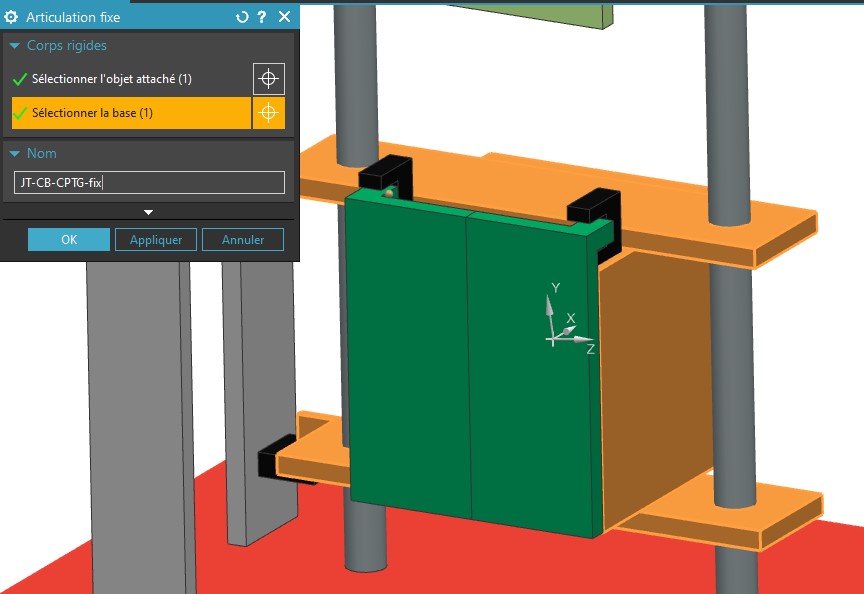 Articulation fixe
Corps rigides
Sélectionner l'objet attaché (1)
Sélectionner la base (1)
Nom
JT-CB-CPTG-fix
OK
Appliquer
Annuler
Y
X
Z